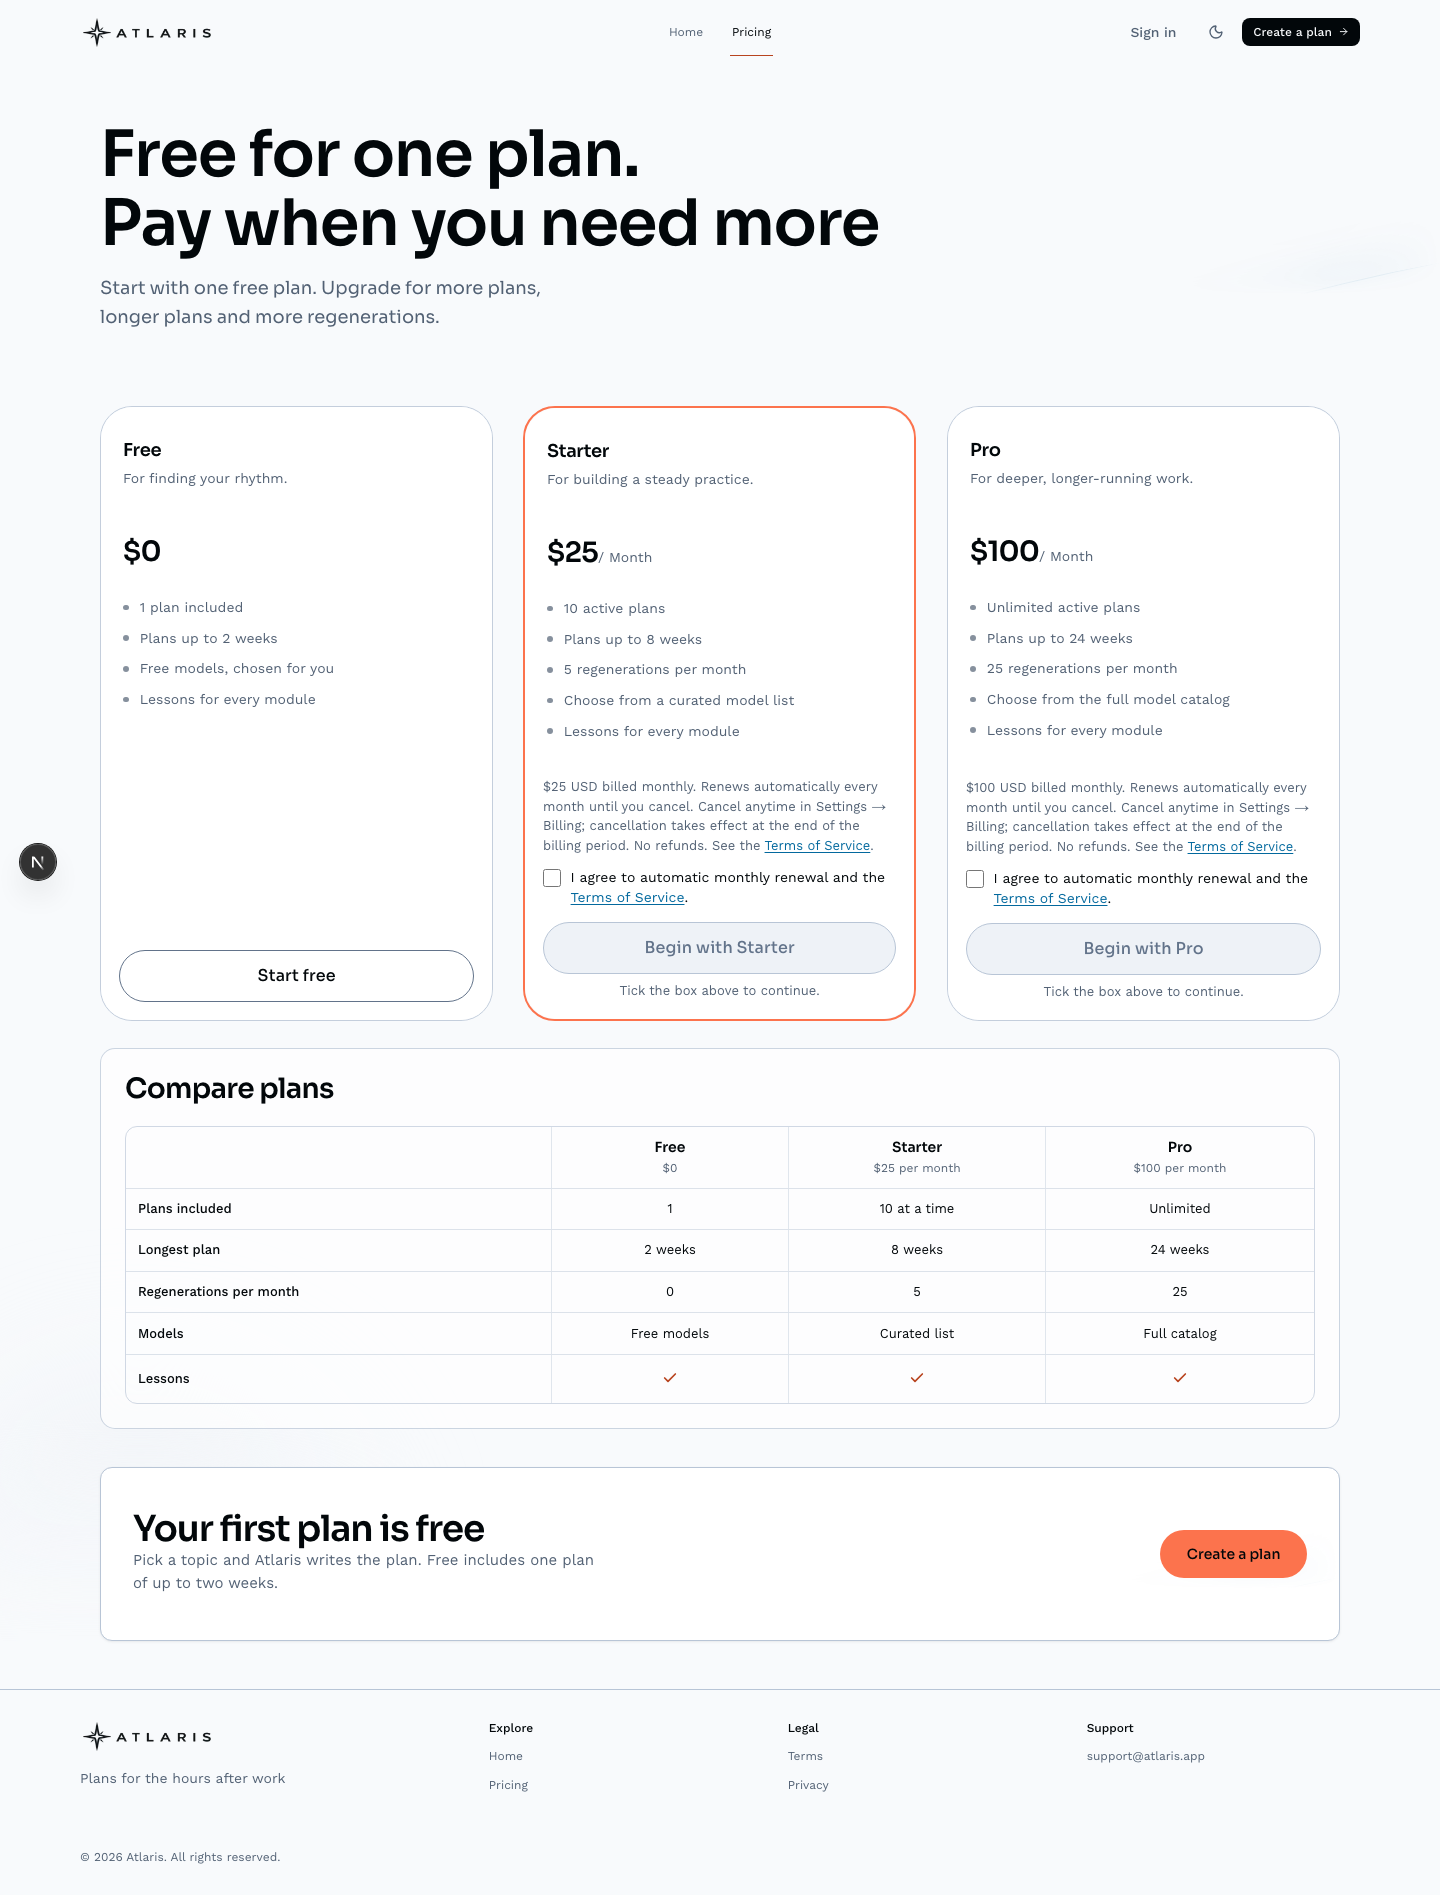 ATLARIS
Home
Pricing
Sign in
Create a plan →
Free for one plan.
Pay when you need more
Start with one free plan. Upgrade for more plans,
longer plans and more regenerations.
Free
For finding your rhythm.
$0
1 plan included
Plans up to 2 weeks
Free models, chosen for you
Lessons for every module
Start free
Starter
For building a steady practice.
$25/ Month
10 active plans
Plans up to 8 weeks
5 regenerations per month
Choose from a curated model list
Lessons for every module
$25 USD billed monthly. Renews automatically every
month until you cancel. Cancel anytime in Settings →
Billing; cancellation takes effect at the end of the
billing period. No refunds. See the Terms of Service.
I agree to automatic monthly renewal and the
Terms of Service.
Begin with Starter
Tick the box above to continue.
Pro
For deeper, longer-running work.
$100/ Month
Unlimited active plans
Plans up to 24 weeks
25 regenerations per month
Choose from the full model catalog
Lessons for every module
$100 USD billed monthly. Renews automatically every
month until you cancel. Cancel anytime in Settings →
Billing; cancellation takes effect at the end of the
billing period. No refunds. See the Terms of Service.
I agree to automatic monthly renewal and the
Terms of Service.
Begin with Pro
Tick the box above to continue.
N
Compare plans
Free Starter Pro
$0 $25 per month $100 per month
Plans included 1 10 at a time Unlimited
Longest plan 2 weeks 8 weeks 24 weeks
Regenerations per month 0 5 25
Models Free models Curated list Full catalog
Lessons
Your first plan is free
Pick a topic and Atlaris writes the plan. Free includes one plan
of up to two weeks.
Create a plan
ATLARIS
Plans for the hours after work
Explore
Home
Pricing
Legal
Terms
Privacy
Support
support@atlaris.app
© 2026 Atlaris. All rights reserved.